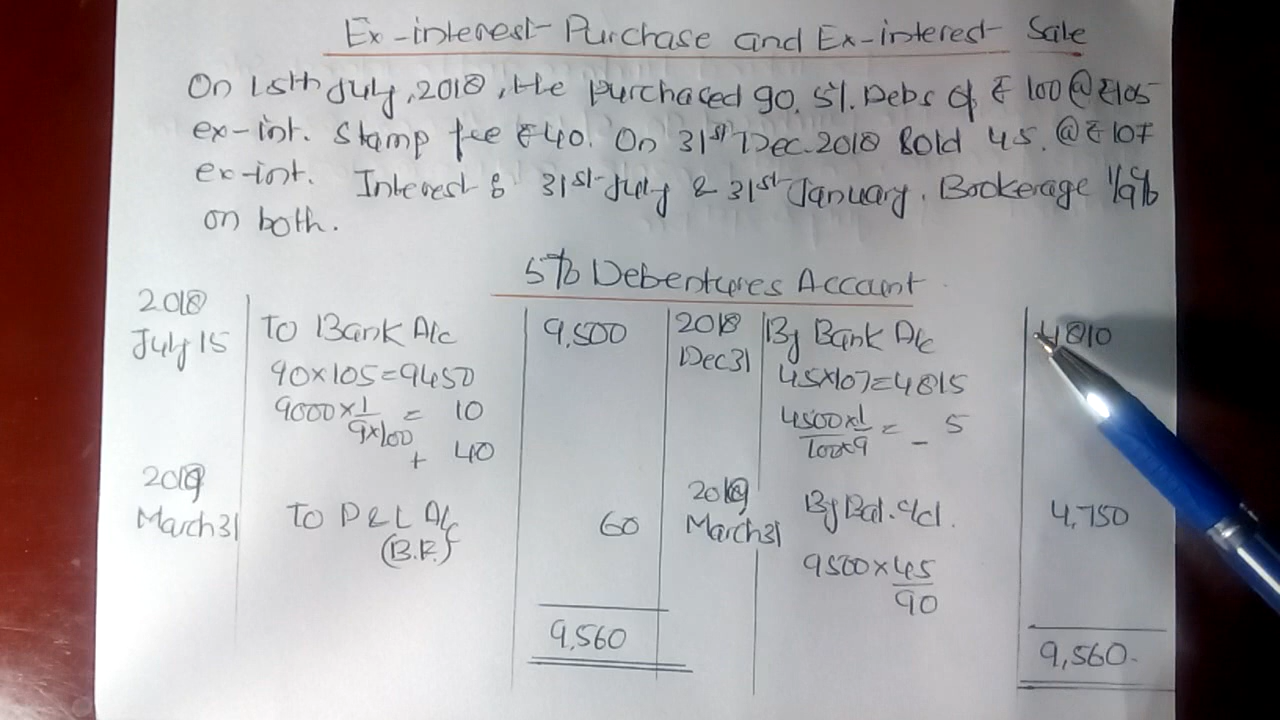 Ex-interest Purchase and Ex-interest Sale
On 15th July, 2018, He purchased 90. 5%. Debs of ₹ 100 @ ₹105
ex-int. Stamp fee ₹40. On 31st Dec. 2018 Sold 45. @ ₹107
ex-int. Interest : 31st July & 31st January. Bockerage 1/9%
on both.
5% Debentures Account
2018
July 15
To Bank A/c
90×105=9450
9000×1/9×100 = 10
+ 40
9,500
2018
Dec 31
By Bank A/c
45×107=4815
4500×1/100×9 = - 5
4810
2019
March 31
To P & L A/c
(B.F.)
60
2019
March 31
By Bal. c/d.
9500×45/90
4,750
9,560
9,560.